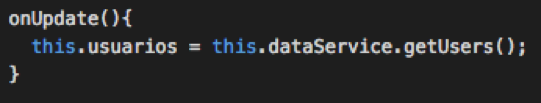 onUpdate(){
  this.usuarios = this.dataService.getUsers();
}